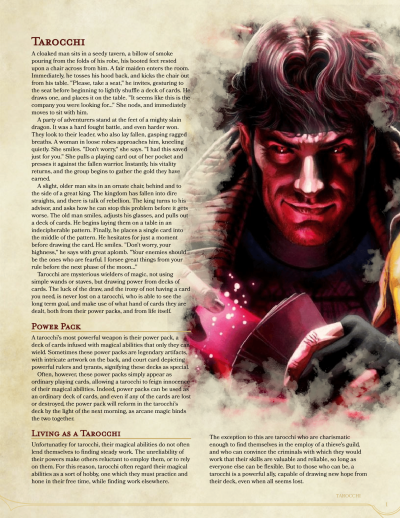 TAROCCHI
A cloaked man sits in a seedy tavern, a billow of smoke
pouring from the folds of his robe, his booted feet rested
upon a chair across from him. A fair maiden enters the room.
Immediately, he tosses his hood back, and kicks the chair out
from his table. "Please, take a seat," he invites, gesturing to
the seat before beginning to lightly shuffle a deck of cards. He
draws one, and places it on the table. "It seems like this is the
company you were looking for..." She nods, and immediately
moves to sit with him.
A party of adventurers stand at the feet of a mighty slain
dragon. It was a hard fought battle, and even harder won.
They look to their leader, who also lay fallen, gasping ragged
breaths. A woman in loose robes approaches him, kneeling
quietly. She smiles. "Don't worry," she says. "I had this saved
just for you." She pulls a playing card out of her pocket and
presses it against the fallen warrior. Instantly, his vitality
returns, and the group begins to gather the gold they have
earned.
A slight, older man sits in an ornate chair, behind and to
the side of a great king. The kingdom has fallen into dire
straights, and there is talk of rebellion. The king turns to his
advisor, and asks how he can stop this problem before it gets
worse. The old man smiles, adjusts his glasses, and pulls out
a deck of cards. He begins laying them on a table in an
indecipherable pattern. Finally, he places a single card into
the middle of the pattern. He hesitates for just a moment
before drawing the card. He smiles. "Don't worry, your
highness," he says with great aplomb. "Your enemies should
be the ones who are fearful. I forsee great things from your
rule before the next phase of the moon..."
Tarocchi are mysterious wielders of magic, not using
simple wands or staves, but drawing power from decks of
cards. The luck of the draw, and the irony of not having a card
you need, is never lost on a tarocchi, who is able to see the
long term goal, and make use of what hand of cards they are
dealt, both from their power packs, and from life itself.
POWER PACK
A tarocchi's most powerful weapon is their power pack, a
deck of cards infused with magical abilities that only they can
wield. Sometimes these power packs are legendary artifacts,
with intricate artwork on the back, and court card depicting
powerful rulers and tyrants, signifying these decks as special.
Often, however, these power packs simply appear as
ordinary playing cards, allowing a tarocchi to feign innocence
of their magical abilities. Indeed, power packs can be used as
an ordinary deck of cards, and even if any of the cards are lost
or destroyed, the power pack will reform in the tarocchi's
deck by the light of the next morning, as arcane magic binds
the two together.
LIVING AS A TAROCCHI
Unfortunatley for tarocchi, their magical abilities do not often
lend themselves to finding steady work. The unreliability of
their powers make others reluctant to employ them, or to rely
on them. For this reason, tarocchi often regard their magical
abilities as a sort of hobby, one which they must practice and
hone in their free time, while finding work elsewhere.
The exception to this are tarocchi who are charismatic
enough to find themselves in the employ of a thieve's guild,
and who can convince the criminals with which they would
work that their skills are valuable and reliable, so long as
everyone else can be flexible. But to those who can be, a
tarocchi is a powerful ally, capable of drawing new hope from
their deck, even when all seems lost.
TAROCCHI